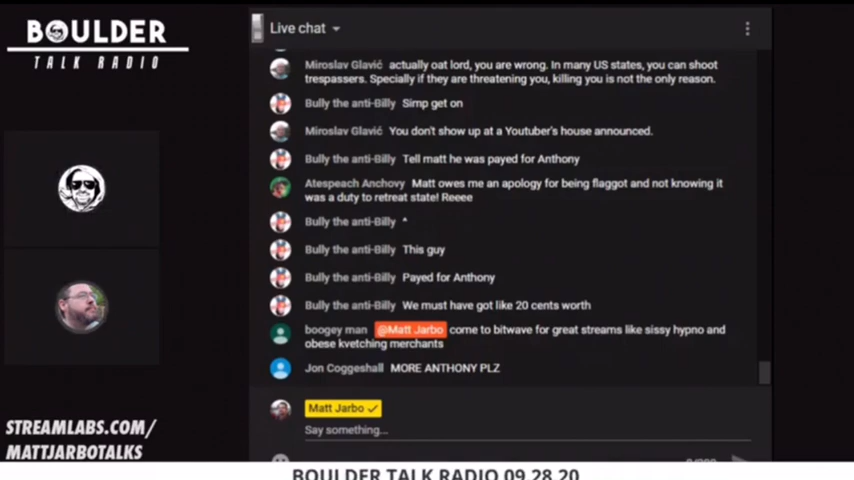 BOULDER
TALK RADIO
Live chat
Miroslav Glavić actually oat lord, you are wrong. In many US states, you can shoot
trespassers. Specially if they are threatening you, killing you is not the only reason.
Bully the anti-Billy Simp get on
Miroslav Glavić You don't show up at a Youtuber's house announced.
Bully the anti-Billy Tell matt he was payed for Anthony
Atespeach Anchovy Matt owes me an apology for being flaggot and not knowing it
was a duty to retreat state! Reeee
Bully the anti-Billy ^
Bully the anti-Billy This guy
Bully the anti-Billy Payed for Anthony
Bully the anti-Billy We must have got like 20 cents worth
boogey man @Matt Jarbo come to bitwave for great streams like sissy hypno and
obese kvetching merchants
Jon Coggeshall MORE ANTHONY PLZ
Matt Jarbo
Say something...
STREAMLABS.COM/
MATTJARBOTALKS
BOULDER TALK RADIO 09.28.20